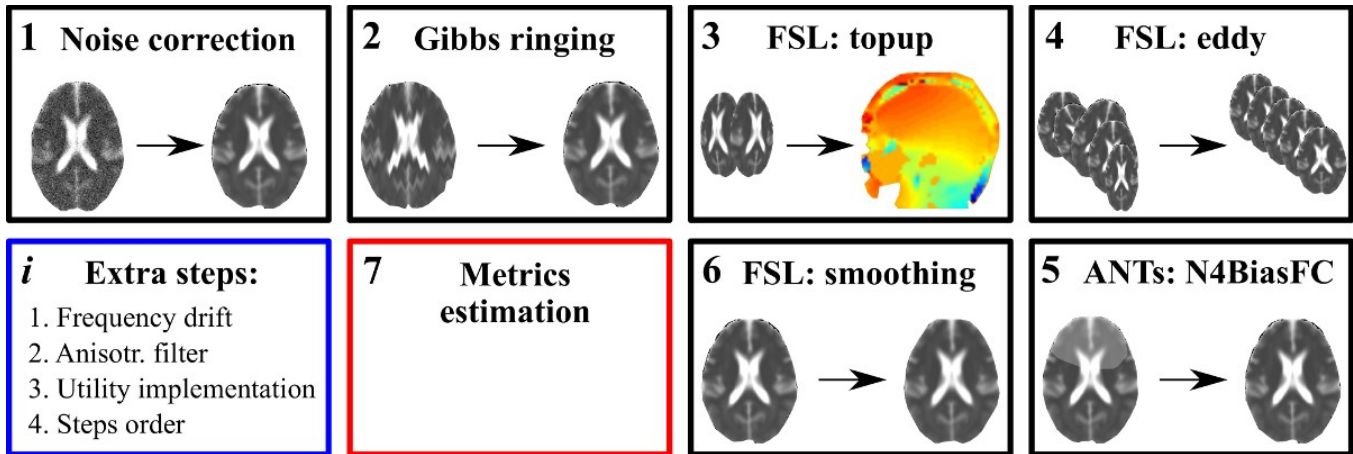 1 Noise correction
2 Gibbs ringing
3 FSL: topup
4 FSL: eddy
i Extra steps:
1. Frequency drift
2. Anisotr. filter
3. Utility implementation
4. Steps order
7 Metrics
estimation
6 FSL: smoothing
5 ANTs: N4BiasFC